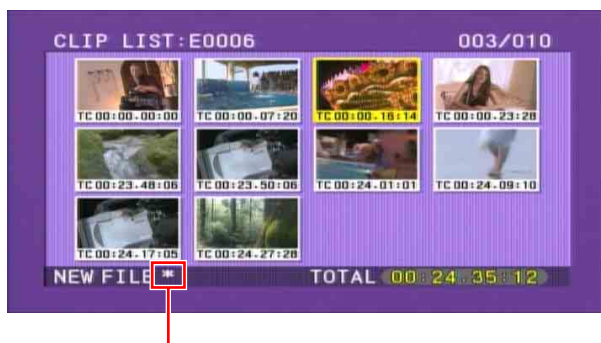 CLIP LIST:E0006 003/010
TC 00:00.00:00 TC 00:00.07:20 TC 00:00.16:14 TC 00:00.23:28
TC 00:23.48:06 TC 00:23.50:06 TC 00:24.01:01 TC 00:24.09:10
TC 00:24.17:05 TC 00:24.27:28
NEW FILE * TOTAL 00:24.35:12